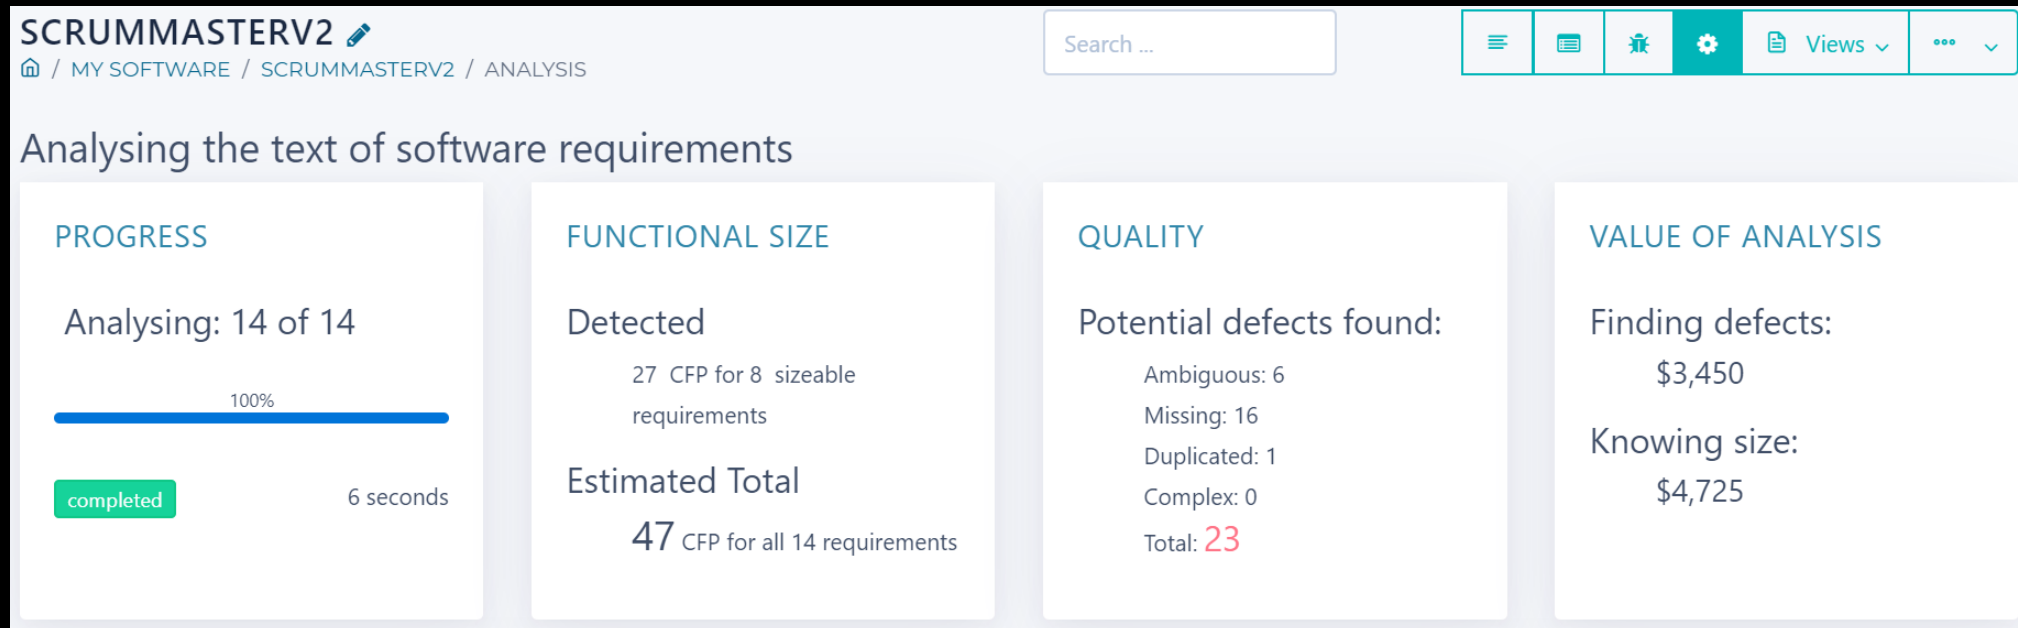 SCRUMMASTERV2
Search ...
Views
/ MY SOFTWARE / SCRUMMASTERV2 / ANALYSIS
Analysing the text of software requirements
PROGRESS
Analysing: 14 of 14
100%
completed
6 seconds
FUNCTIONAL SIZE
Detected
27 CFP for 8 sizeable
requirements
Estimated Total
47 CFP for all 14 requirements
QUALITY
Potential defects found:
Ambiguous: 6
Missing: 16
Duplicated: 1
Complex: 0
Total: 23
VALUE OF ANALYSIS
Finding defects:
$3,450
Knowing size:
$4,725